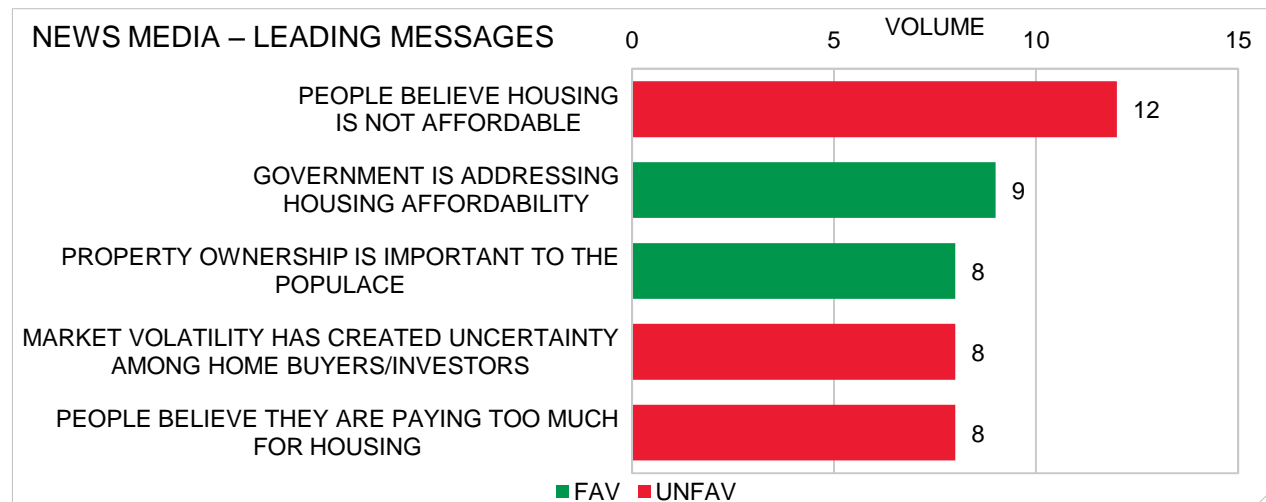 NEWS MEDIA – LEADING MESSAGES
VOLUME
0 5 10 15
PEOPLE BELIEVE HOUSING
IS NOT AFFORDABLE
12
GOVERNMENT IS ADDRESSING
HOUSING AFFORDABILITY
9
PROPERTY OWNERSHIP IS IMPORTANT TO THE
POPULACE
8
MARKET VOLATILITY HAS CREATED UNCERTAINTY
AMONG HOME BUYERS/INVESTORS
8
PEOPLE BELIEVE THEY ARE PAYING TOO MUCH
FOR HOUSING
8
FAV UNFAV